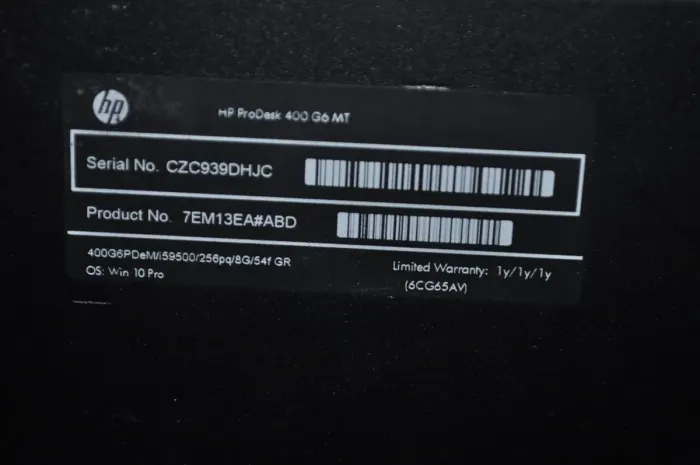 hp
HP ProDesk 400 G6 MT
Serial No. CZC939DHJC
Product No. 7EM13EA#ABD
400G6PDeM/i59500/256pq/8G/54f GR
OS: Win 10 Pro
Limited Warranty: 1y/1y/1y
(6CG65AV)